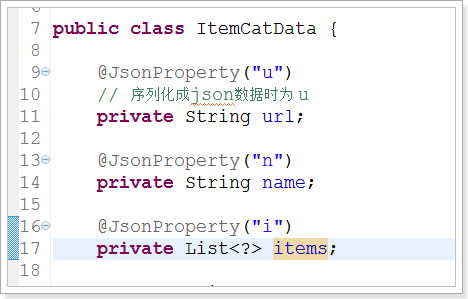 7 public class ItemCatData {
8
9 @JsonProperty("u")
10 // 序列化成json数据时为 u
11 private String url;
12
13 @JsonProperty("n")
14 private String name;
15
16 @JsonProperty("i")
17 private List<?> items;
18